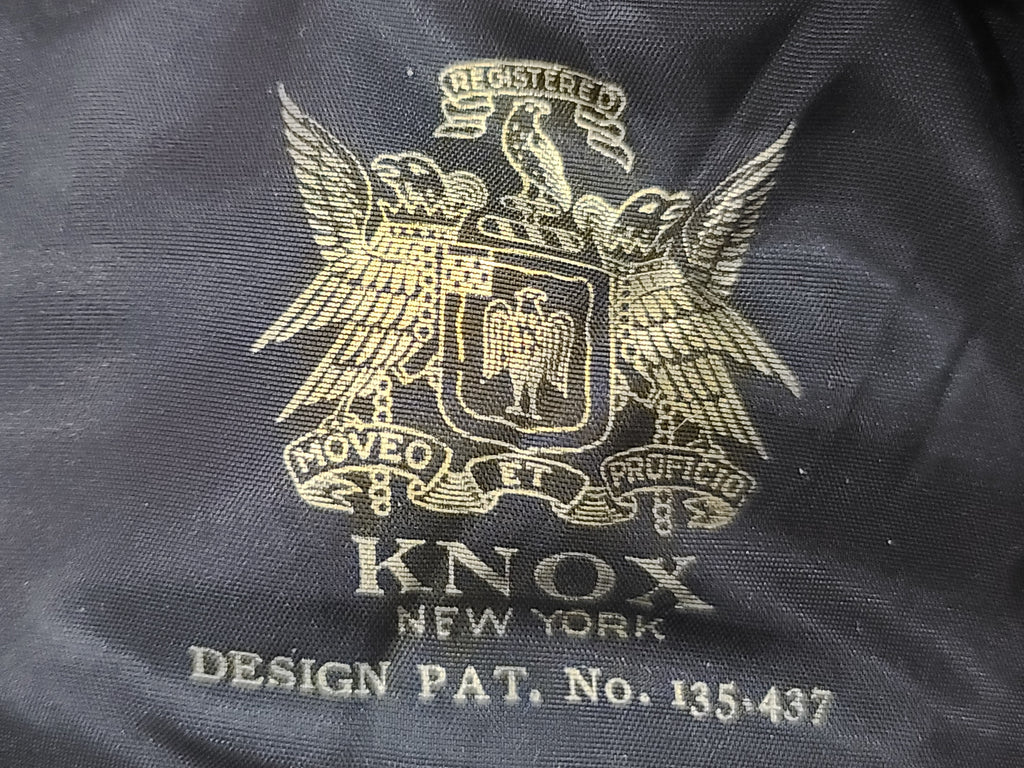 REGISTERED
MOVEO ET PROFICIO
KNOX
NEW YORK
DESIGN PAT. No. 135·437